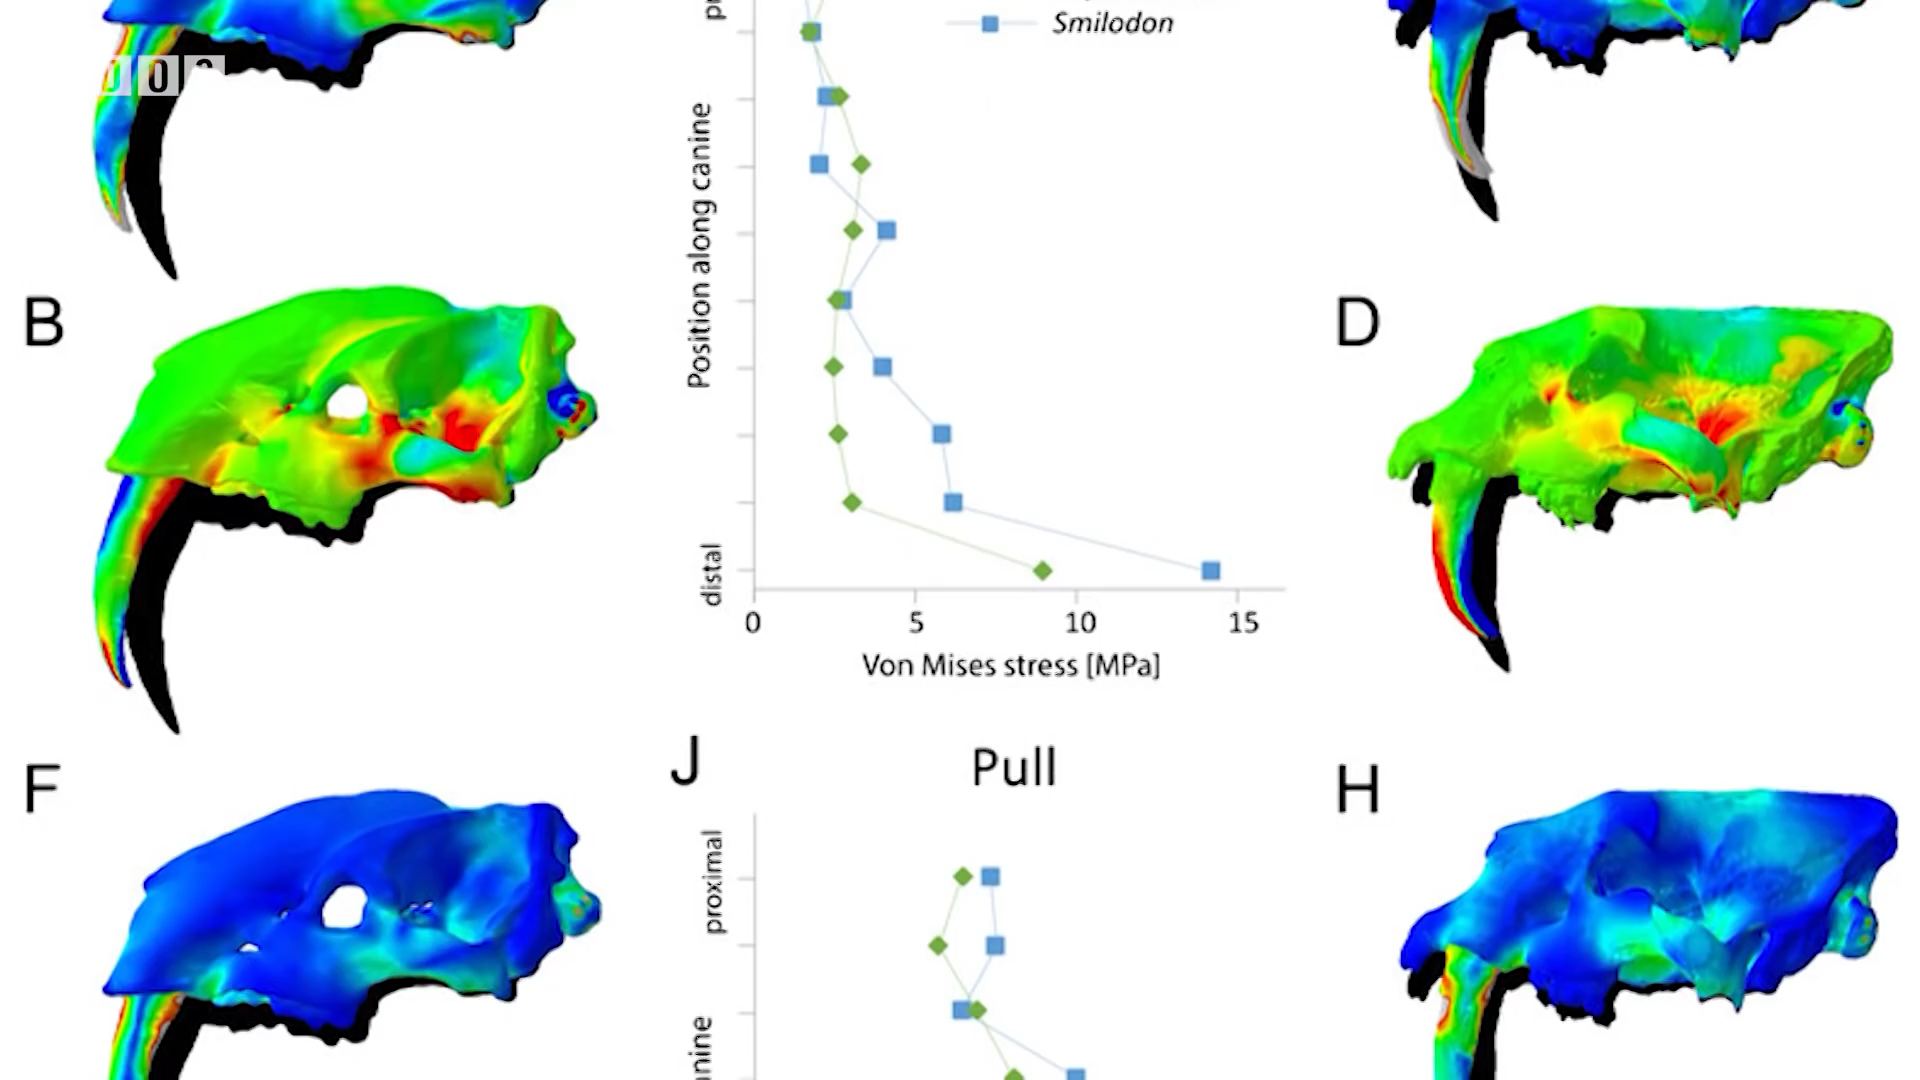 Smilodon
Position along canine
distal
0 5 10 15
Von Mises stress [MPa]
B
D
F
J
Pull
H
proximal